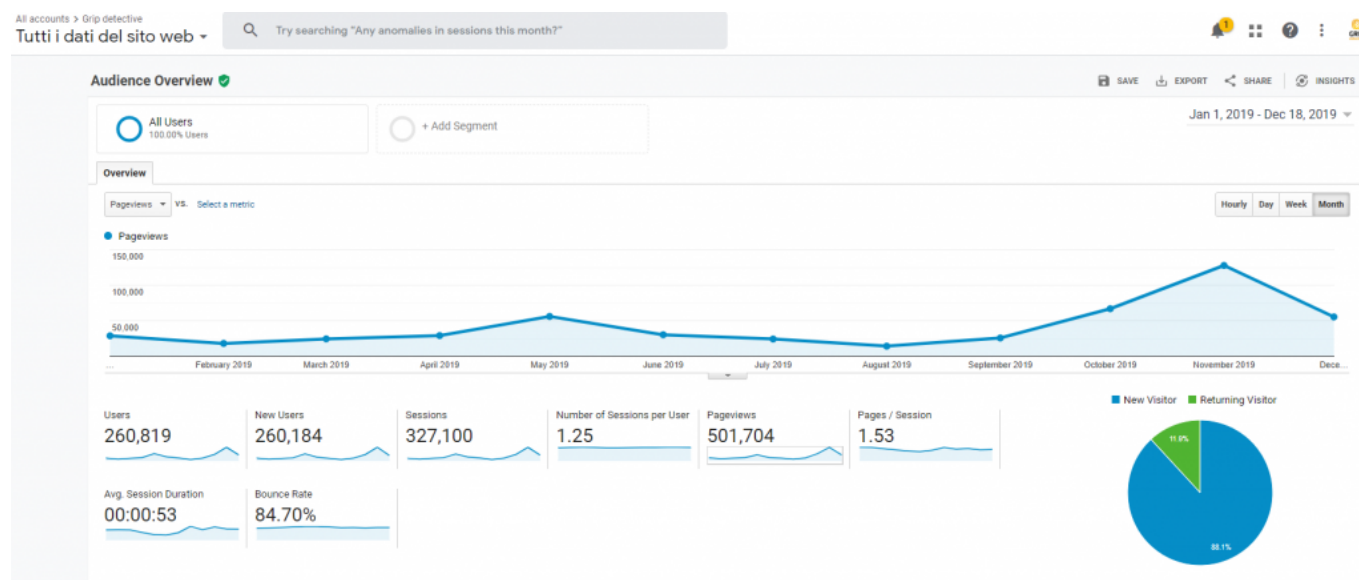 All accounts > Grip detective
Tutti i dati del sito web
Try searching "Any anomalies in sessions this month?"
1
Audience Overview
SAVE EXPORT SHARE INSIGHTS
All Users
100.00% Users
+ Add Segment
Jan 1, 2019 - Dec 18, 2019
Overview
Pageviews VS. Select a metric
Hourly Day Week Month
Pageviews
150,000
100,000
50,000
... February 2019 March 2019 April 2019 May 2019 June 2019 July 2019 August 2019 September 2019 October 2019 November 2019 Dece...
New Visitor Returning Visitor
Users
260,819
New Users
260,184
Sessions
327,100
Number of Sessions per User
1.25
Pageviews
501,704
Pages / Session
1.53
Avg. Session Duration
00:00:53
Bounce Rate
84.70%
11.9%
88.1%